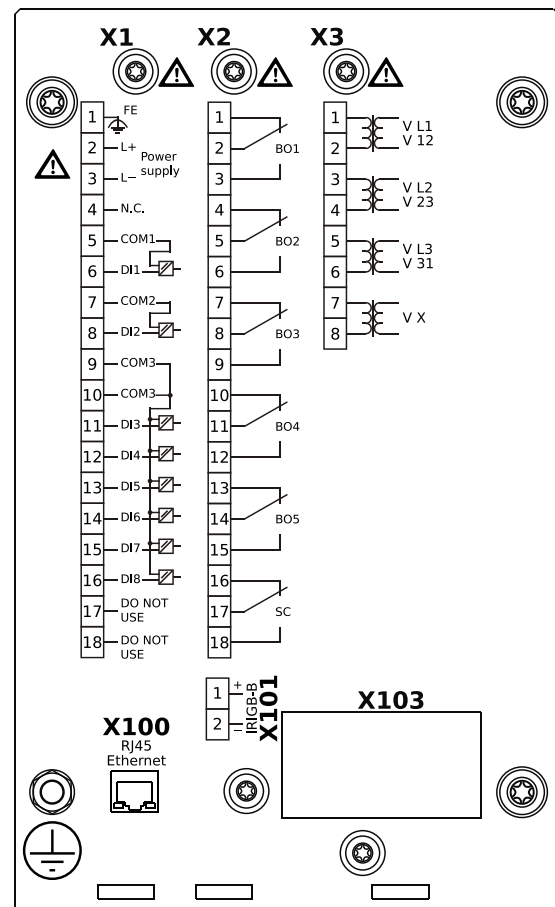 X1
X2
X3
1
FE
2
L+
Power
supply
3
L−
4
N.C.
5
COM1
6
DI1
7
COM2
8
DI2
9
COM3
10
COM3
11
DI3
12
DI4
13
DI5
14
DI6
15
DI7
16
DI8
17
DO NOT
USE
18
DO NOT
USE
1
2
BO1
3
4
5
BO2
6
7
8
BO3
9
10
11
BO4
12
13
14
BO5
15
16
17
SC
18
1
V L1
V 12
2
3
V L2
V 23
4
5
V L3
V 31
6
7
V X
8
1
+
2
−
IRIGB-B
X101
X100
RJ45
Ethernet
X103